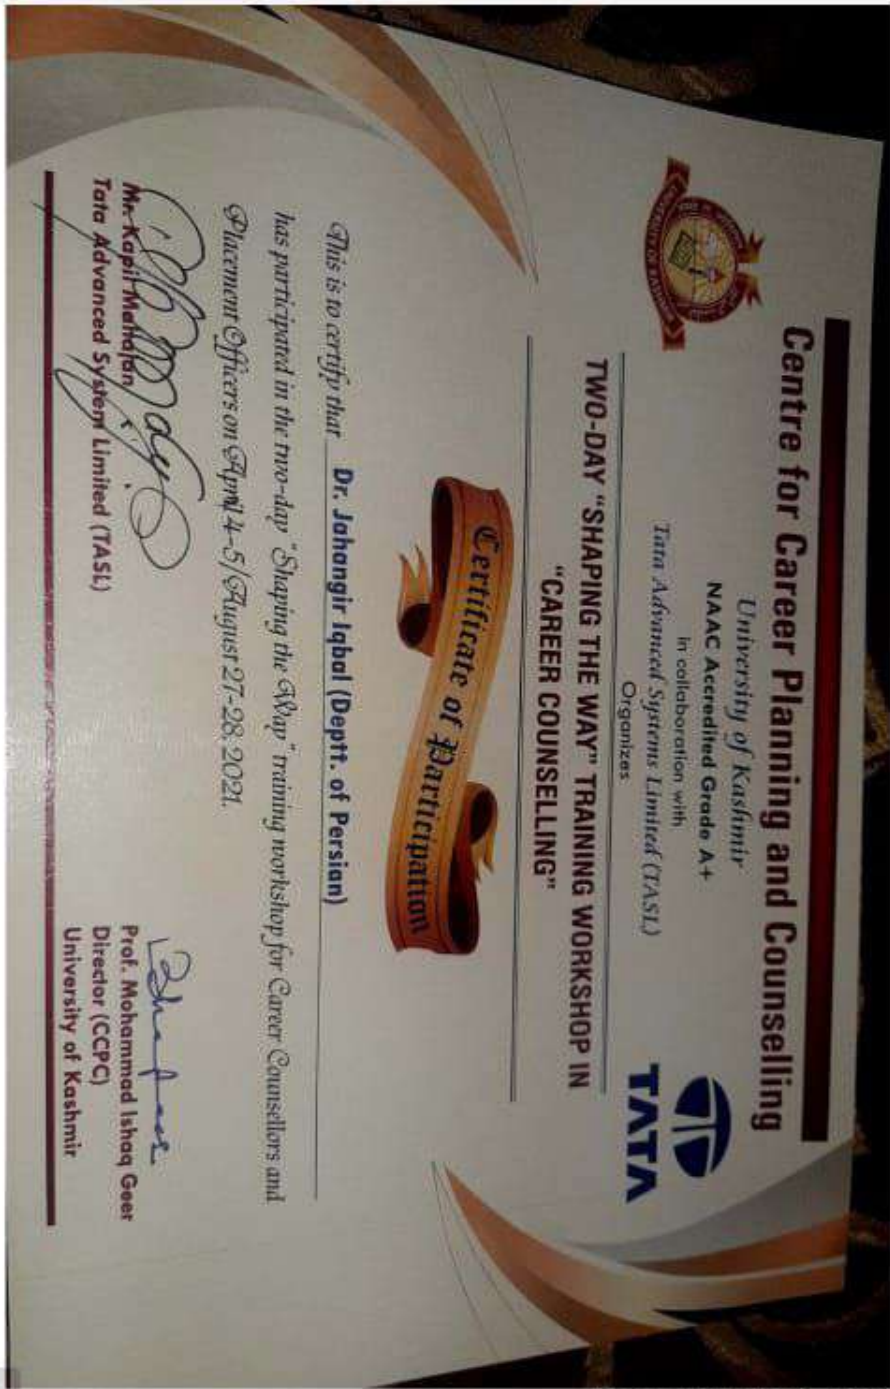 Centre for Career Planning and Counselling
University of Kashmir
NAAC Accredited Grade A+
in collaboration with
Tata Advanced Systems Limited (TASL)
Organizes
TATA
UNIVERSITY OF KASHMIR
TWO-DAY “SHAPING THE WAY” TRAINING WORKSHOP IN
“CAREER COUNSELLING”
Certificate of Participation
This is to certify that Dr. Jahangir Iqbal (Deptt. of Persian)
has participated in the two-day “Shaping the Way” training workshop for Career Counsellors and
Placement Officers on April 4-5/August 27-28, 2021.
Mr. Kapil Mahajan
Tata Advanced System Limited (TASL)
Prof. Mohammad Ishaq Geer
Director (CCPC)
University of Kashmir